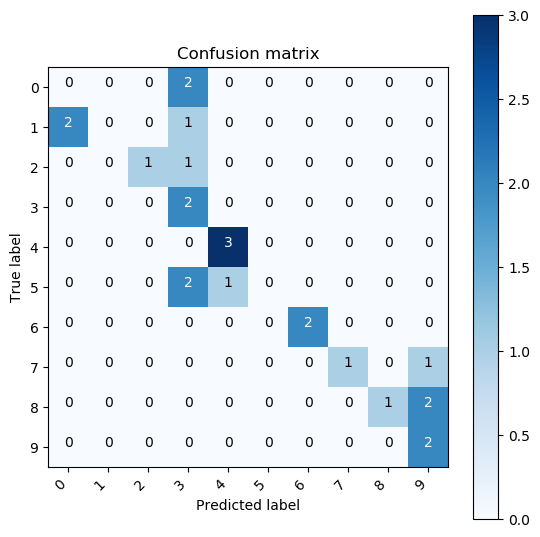 Confusion matrix
0 0 0 0 2 0 0 0 0 0 0
1 2 0 0 1 0 0 0 0 0 0
2 0 0 1 1 0 0 0 0 0 0
3 0 0 0 2 0 0 0 0 0 0
4 0 0 0 0 3 0 0 0 0 0
5 0 0 0 2 1 0 0 0 0 0
6 0 0 0 0 0 0 2 0 0 0
7 0 0 0 0 0 0 0 1 0 1
8 0 0 0 0 0 0 0 0 1 2
9 0 0 0 0 0 0 0 0 0 2
0 1 2 3 4 5 6 7 8 9
True label
Predicted label
3.0
2.5
2.0
1.5
1.0
0.5
0.0